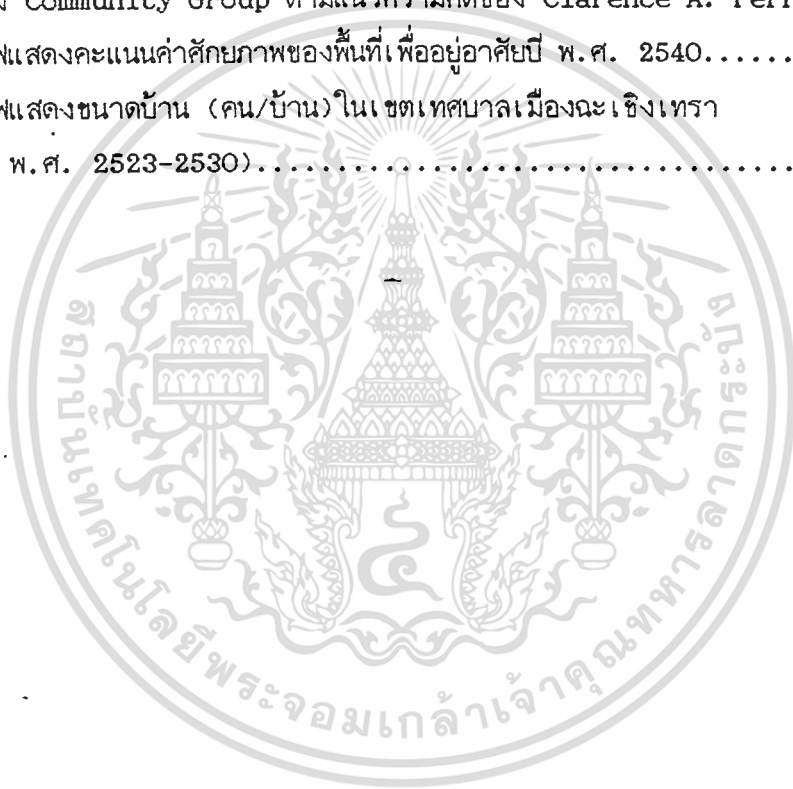 Community Group ตามแนวความคิดของ Clarence A. Perr
แสดงคะแนนค่าศักยภาพของพื้นที่เพื่ออยู่อาศัยปี พ.ศ. 2540......
แสดงขนาดบ้าน (คน/บ้าน)ในเขตเทศบาลเมืองฉะเชิงเทรา
พ.ศ. 2523-2530)..................................
สถาบันเทคโนโลยีพระจอมเกล้าเจ้าคุณทหารลาดกระบัง